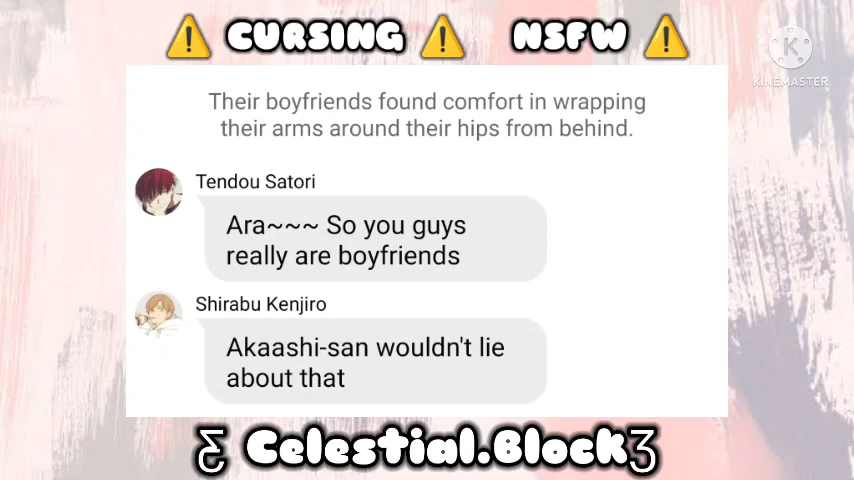 ⚠️ CURSING ⚠️ NSFW ⚠️
K
KINEMASTER
Their boyfriends found comfort in wrapping
their arms around their hips from behind.
Tendou Satori
Ara~~~ So you guys
really are boyfriends
Shirabu Kenjiro
Akaashi-san wouldn't lie
about that
Ƹ Celestial.BlockƷ